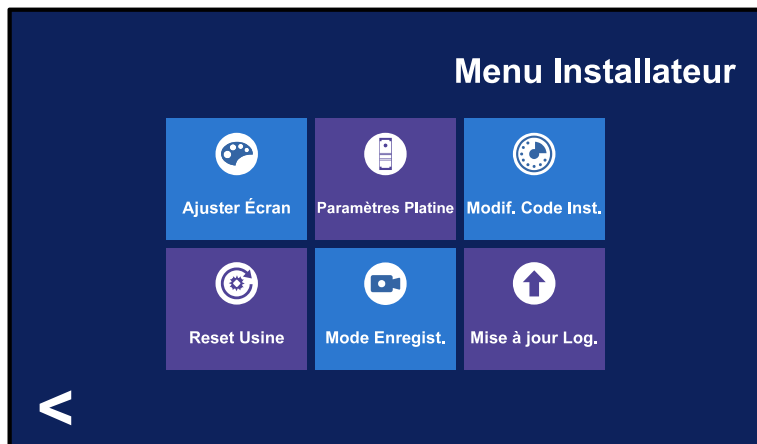 Menu Installateur
Ajuster Écran
Paramètres Platine
Modif. Code Inst.
Reset Usine
Mode Enregist.
Mise à jour Log.
<